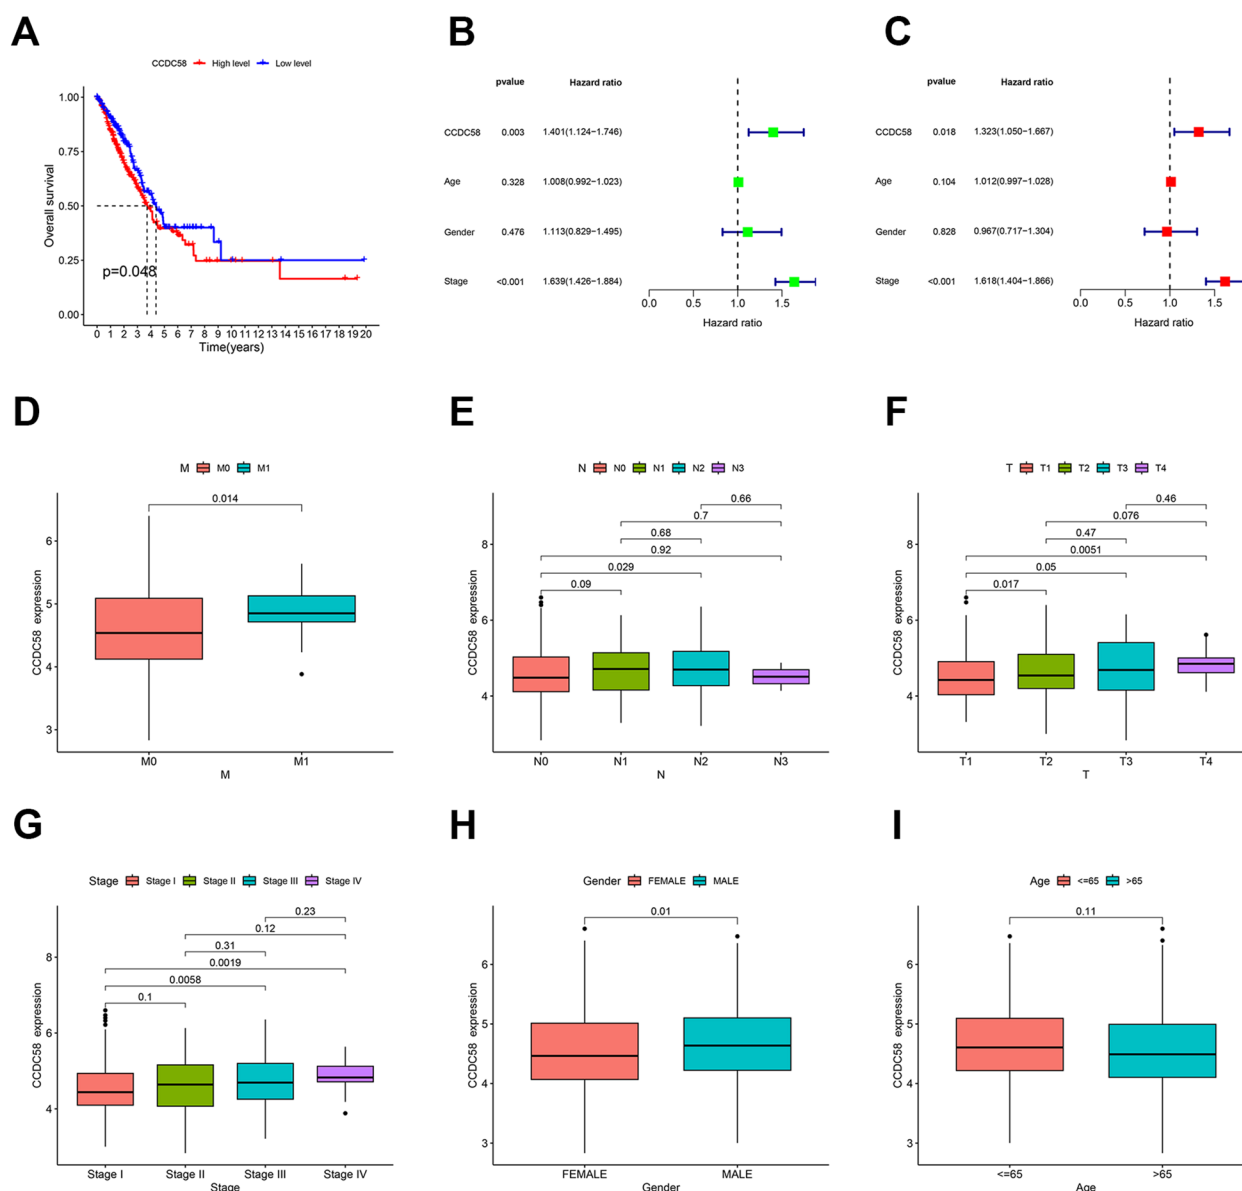 A
CCDC58 High level Low level
1.00
0.75
0.50
0.25
0.00
Overall survival
p=0.048
0 1 2 3 4 5 6 7 8 9 10 11 12 13 14 15 16 17 18 19 20
Time(years)
B
pvalue Hazard ratio
CCDC58 0.003 1.401(1.124−1.746)
Age 0.328 1.008(0.992−1.023)
Gender 0.476 1.113(0.829−1.495)
Stage <0.001 1.639(1.426−1.884)
0.0 0.5 1.0 1.5
Hazard ratio
C
pvalue Hazard ratio
CCDC58 0.018 1.323(1.050−1.667)
Age 0.104 1.012(0.997−1.028)
Gender 0.828 0.967(0.717−1.304)
Stage <0.001 1.618(1.404−1.866)
0.0 0.5 1.0 1.5
Hazard ratio
D
M M0 M1
0.014
6
5
4
3
CCDC58 expression
M0 M1
M
E
N N0 N1 N2 N3
0.66
0.7
0.68
0.92
0.029
0.09
8
6
4
CCDC58 expression
N0 N1 N2 N3
N
F
T T1 T2 T3 T4
0.46
0.076
0.47
0.0051
0.05
0.017
8
6
4
CCDC58 expression
T1 T2 T3 T4
T
G
Stage Stage I Stage II Stage III Stage IV
0.23
0.12
0.31
0.0019
0.0058
0.1
8
6
4
CCDC58 expression
Stage I Stage II Stage III Stage IV
Stage
H
Gender FEMALE MALE
0.01
6
5
4
3
CCDC58 expression
FEMALE MALE
Gender
I
Age <=65 >65
0.11
6
5
4
3
CCDC58 expression
<=65 >65
Age